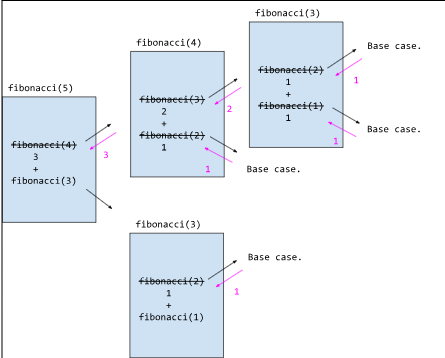 fibonacci(5)
fibonacci(4)
3
+
fibonacci(3)
3
fibonacci(4)
fibonacci(3)
2
+
fibonacci(2)
1
2
1
Base case.
fibonacci(3)
fibonacci(2)
1
+
fibonacci(1)
1
Base case.
1
Base case.
1
fibonacci(3)
fibonacci(2)
1
+
fibonacci(1)
Base case.
1